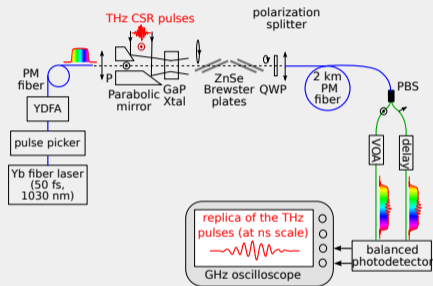 THz CSR pulses
polarization
splitter
PM
fiber
P
Parabolic
mirror
GaP
Xtal
ZnSe
Brewster
plates
QWP
2 km
PM
fiber
PBS
YDFA
pulse picker
Yb fiber laser
(50 fs,
1030 nm)
VOA
delay
replica of the THz
pulses (at ns scale)
GHz oscilloscope
balanced
photodetector